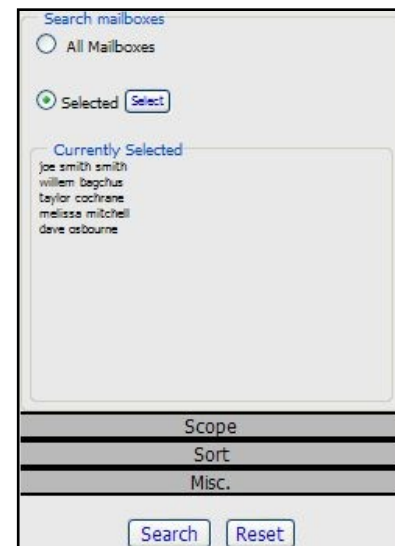 Search mailboxes
All Mailboxes
Selected Select
Currently Selected
joe smith smith
willem bagchus
taylor cochrane
melissa mitchell
dave osbourne
Scope
Sort
Misc.
Search Reset